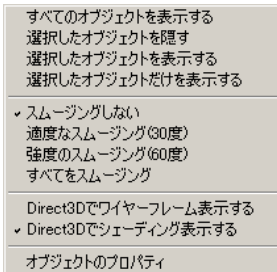 すべてのオブジェクトを表示する
選択したオブジェクトを隠す
選択したオブジェクトを表示する
選択したオブジェクトだけを表示する
スムージングしない
適度なスムージング(30度)
強度のスムージング(60度)
すべてをスムージング
Direct3Dでワイヤーフレーム表示する
Direct3Dでシェーディング表示する
オブジェクトのプロパティ